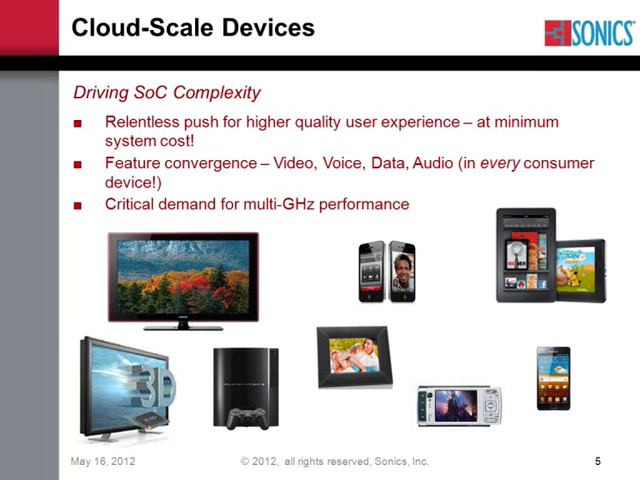 Cloud-Scale Devices
SONICS
Driving SoC Complexity
Relentless push for higher quality user experience – at minimum
system cost!
Feature convergence – Video, Voice, Data, Audio (in every consumer
device!)
Critical demand for multi-GHz performance
3D
May 16, 2012
© 2012, all rights reserved, Sonics, Inc.
5